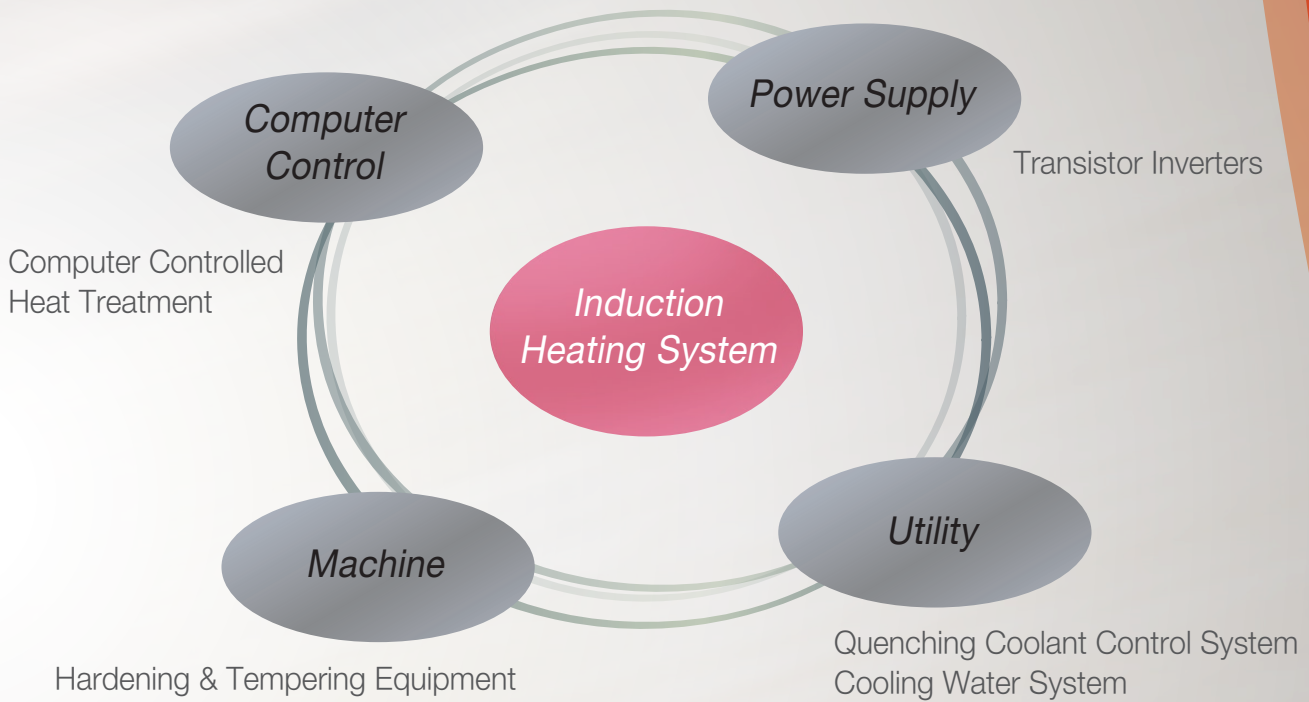 Computer
Control
Power Supply
Transistor Inverters
Computer Controlled
Heat Treatment
Induction
Heating System
Machine
Utility
Hardening & Tempering Equipment
Quenching Coolant Control System
Cooling Water System